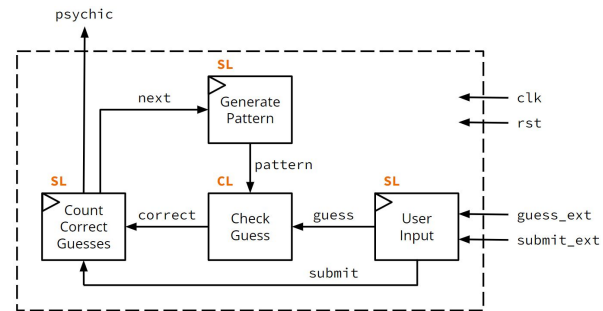 psychic
SL
next
Generate
Pattern
clk
rst
pattern
SL
CL
SL
Count
Correct
Guesses
correct
Check
Guess
guess
User
Input
guess_ext
submit_ext
submit